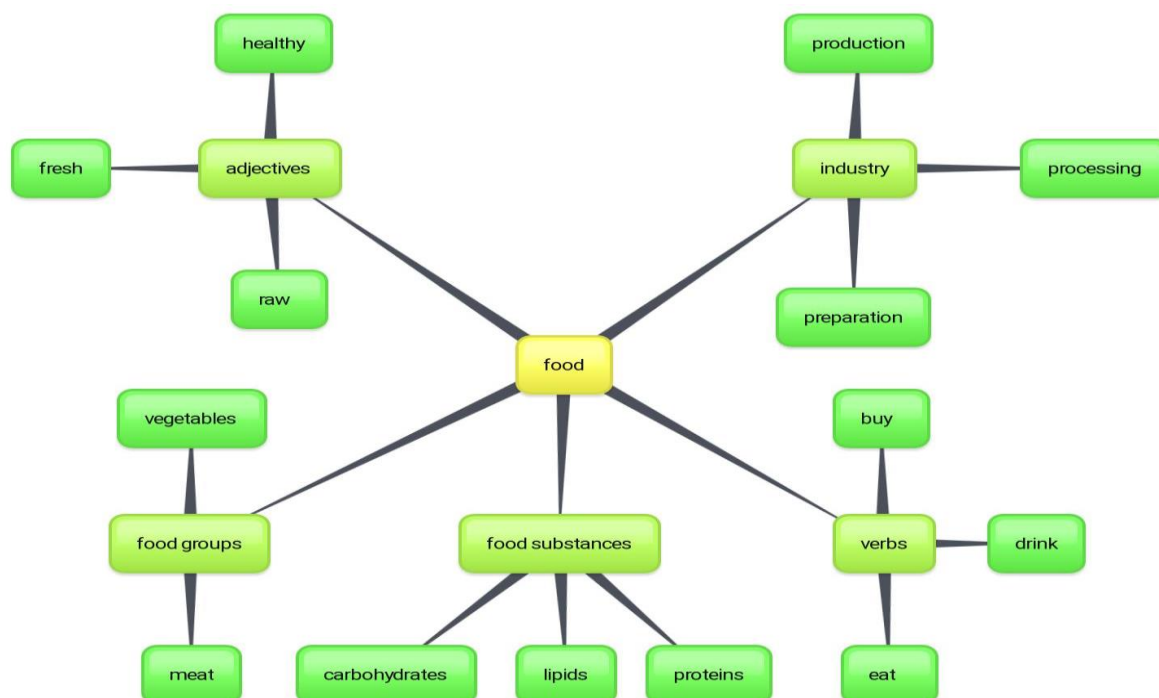 healthy
production
fresh
adjectives
industry
processing
raw
preparation
food
vegetables
buy
food groups
food substances
verbs
drink
meat
carbohydrates
lipids
proteins
eat